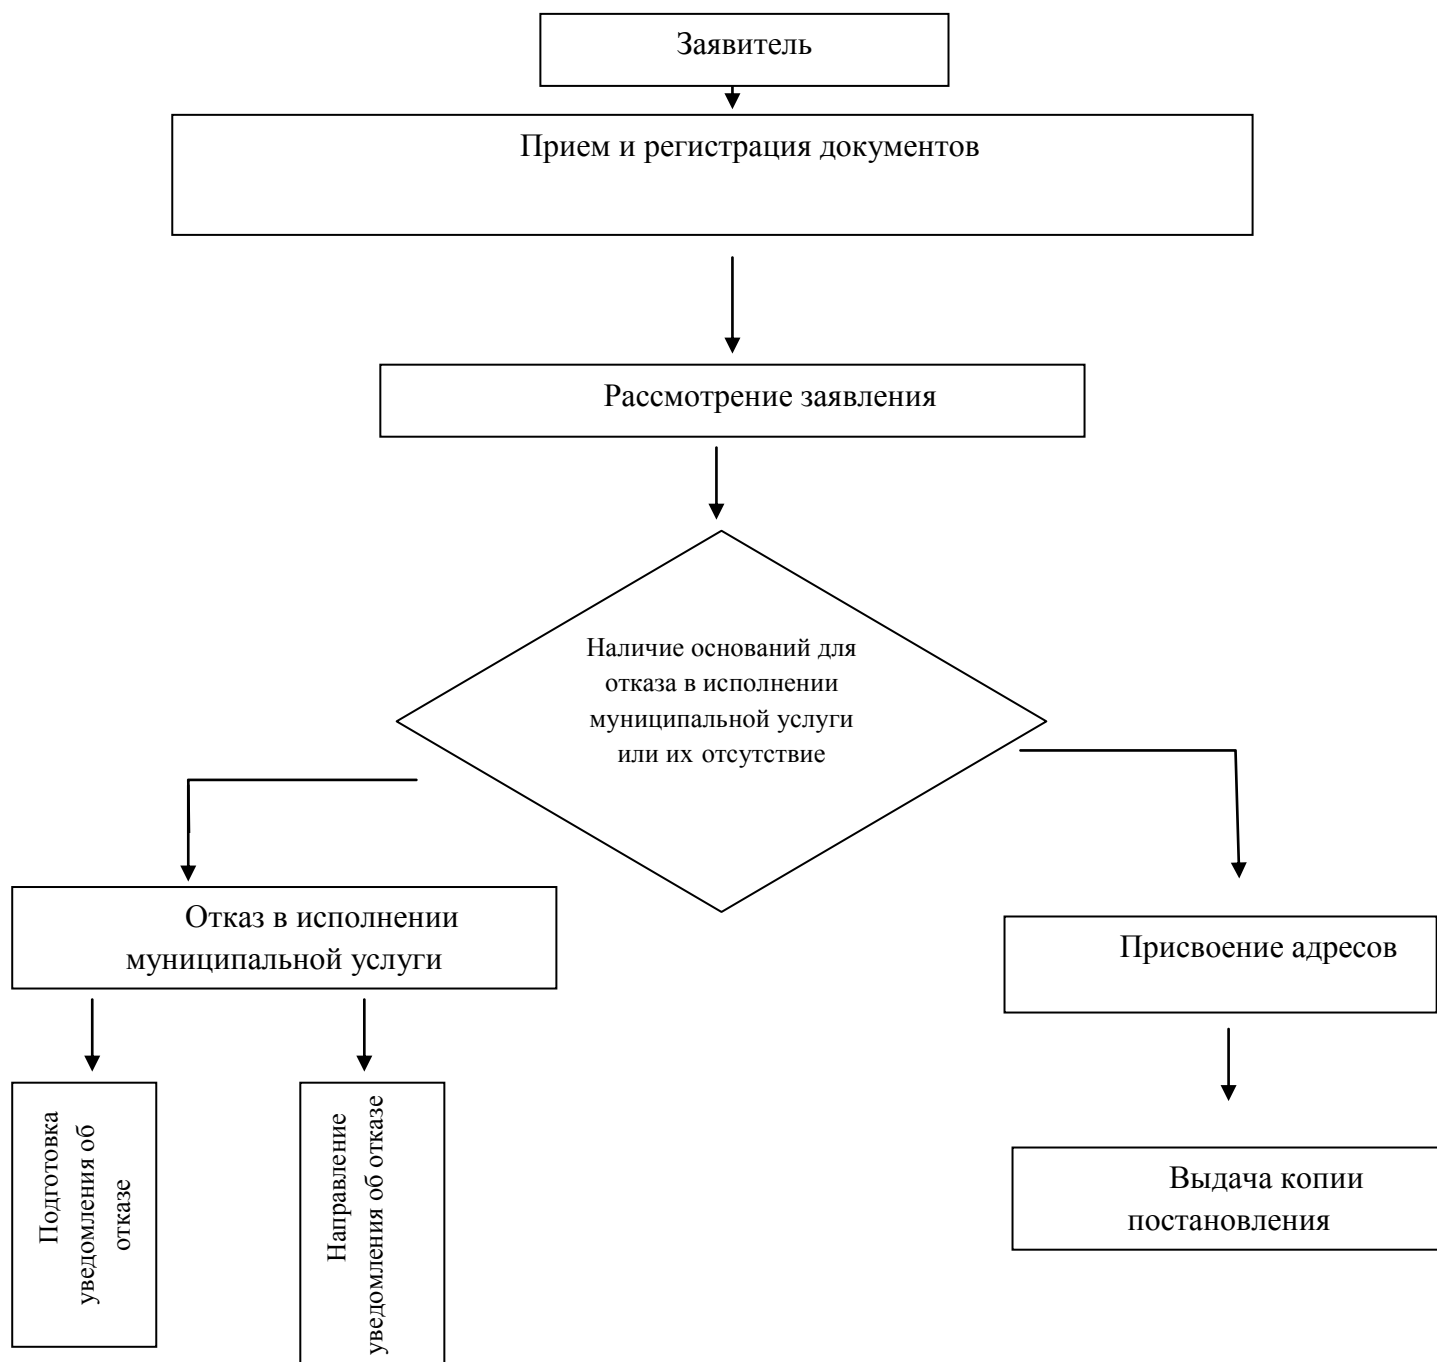 Заявитель
Прием и регистрация документов
Рассмотрение заявления
Наличие оснований для
отказа в исполнении
муниципальной услуги
или их отсутствие
Отказ в исполнении
муниципальной услуги
Присвоение адресов
Подготовка
уведомления об
отказе
Направление
уведомления об отказе
Выдача копии
постановления